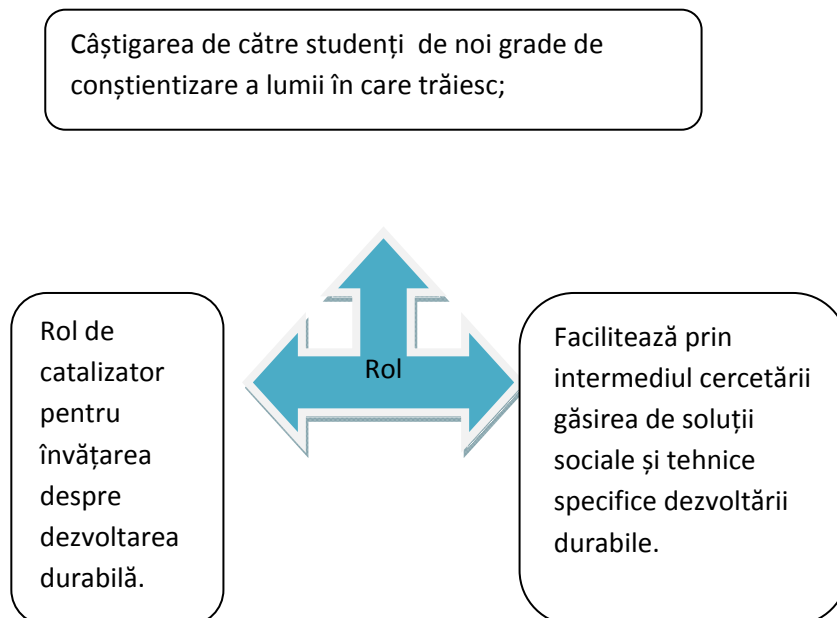 Câștigarea de către studenți de noi grade de
conștientizare a lumii în care trăiesc;
Rol de
catalizator
pentru
învățarea
despre
dezvoltarea
durabilă.
Rol
Facilitează prin
intermediul cercetării
găsirea de soluții
sociale și tehnice
specifice dezvoltării
durabile.